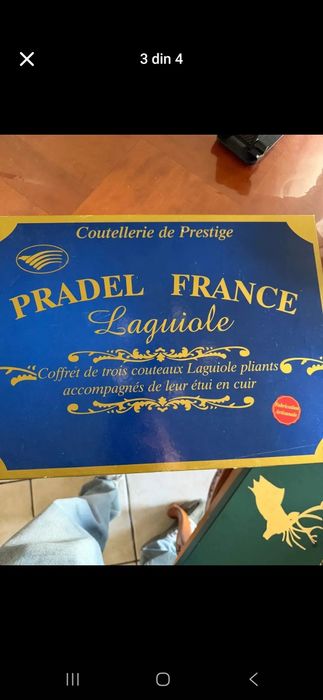 3 din 4
Coutellerie de Prestige
PRADEL FRANCE
Laguiole
Coffret de trois couteaux Laguiole pliants
accompagnés de leur étui en cuir